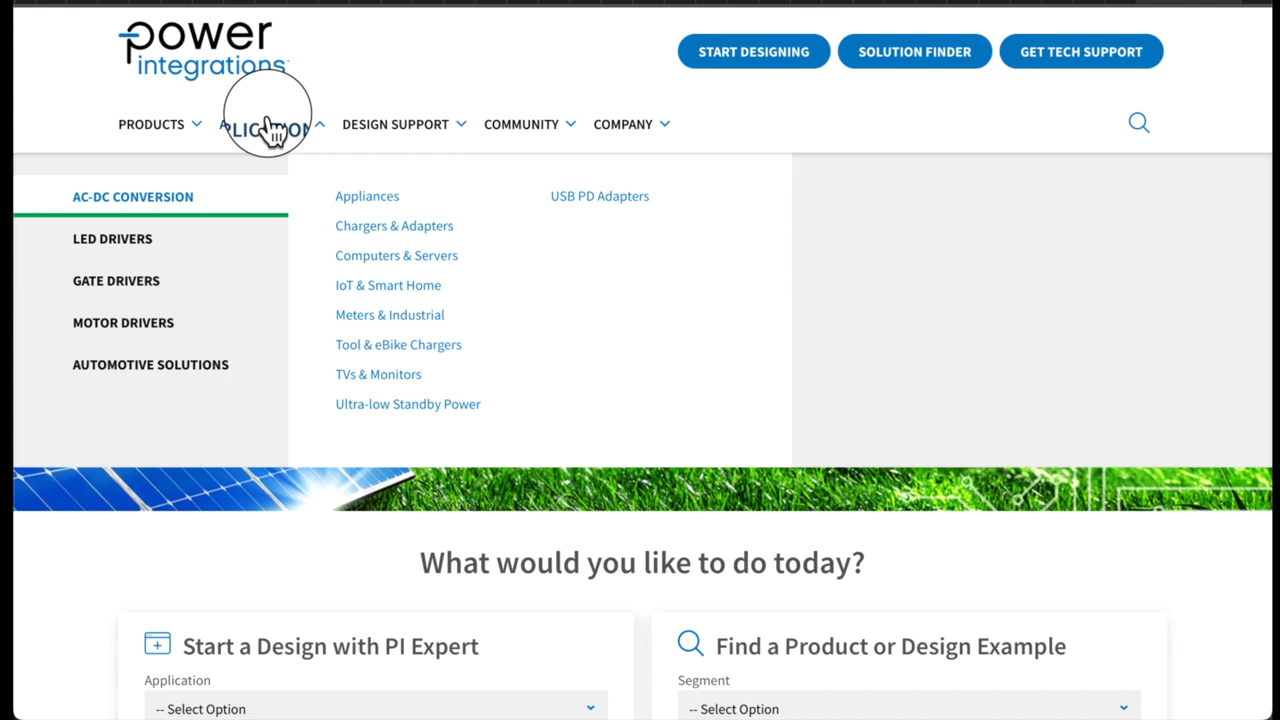 power
integrations
START DESIGNING
SOLUTION FINDER
GET TECH SUPPORT
PRODUCTS
DESIGN SUPPORT
COMMUNITY
COMPANY
AC-DC CONVERSION
LED DRIVERS
GATE DRIVERS
MOTOR DRIVERS
AUTOMOTIVE SOLUTIONS
Appliances
Chargers & Adapters
Computers & Servers
IoT & Smart Home
Meters & Industrial
Tool & eBike Chargers
TVs & Monitors
Ultra-low Standby Power
USB PD Adapters
What would you like to do today?
Start a Design with PI Expert
Application
-- Select Option
Find a Product or Design Example
Segment
-- Select Option